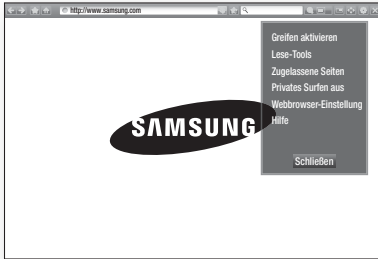 http://www.samsung.com
Greifen aktivieren
Lese-Tools
Zugelassene Seiten
Privates Surfen aus
Webbrowser-Einstellung
Hilfe
SAMSUNG
Schließen